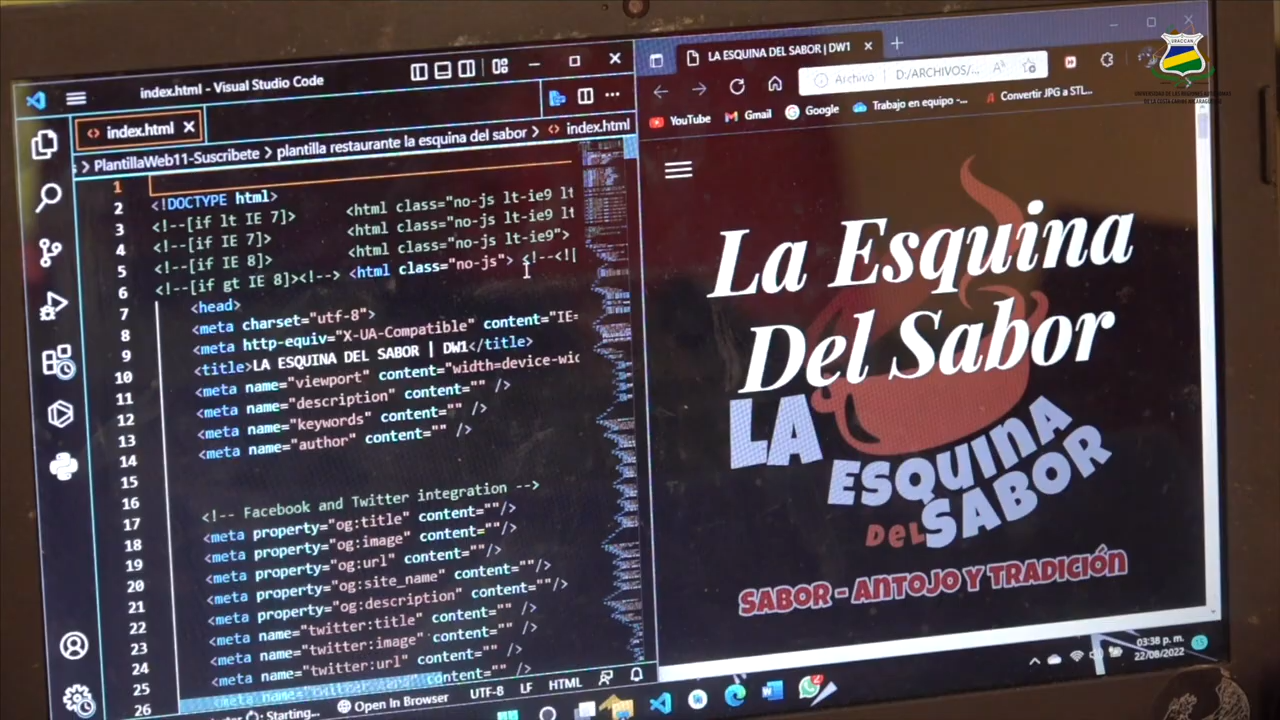 index.html - Visual Studio Code
index.html
PlantillaWeb11-Suscribete > plantilla restaurante la esquina del sabor > index.html
1
2 <!DOCTYPE html>
3 <!--[if lt IE 7]> <html class="no-js lt-ie9 lt
4 <!--[if IE 7]> <html class="no-js lt-ie9 lt
5 <!--[if IE 8]> <html class="no-js lt-ie9">
6 <!--[if gt IE 8]><!--> <html class="no-js"> <!--<!|
7 <head>
8 <meta charset="utf-8">
9 <meta http-equiv="X-UA-Compatible" content="IE=
10 <title>LA ESQUINA DEL SABOR | DW1</title>
11 <meta name="viewport" content="width=device-wid
12 <meta name="description" content="" />
13 <meta name="keywords" content="" />
14 <meta name="author" content="" />
15
16
17 <!-- Facebook and Twitter integration -->
18 <meta property="og:title" content=""/>
19 <meta property="og:image" content=""/>
20 <meta property="og:url" content=""/>
21 <meta property="og:site_name" content=""/>
22 <meta property="og:description" content=""/>
23 <meta name="twitter:title" content="" />
24 <meta name="twitter:image" content="" />
25 <meta name="twitter:url" content="" />
26
Starting... Open In Browser UTF-8 LF HTML
LA ESQUINA DEL SABOR | DW1
Archivo D:/ARCHIVOS/...
YouTube Gmail Google Trabajo en equipo -... Convertir JPG a STL...
La Esquina
Del Sabor
LA
ESQUINA
DEL SABOR
SABOR - ANTOJO Y TRADICIÓN
03:38 p. m.
22/08/2022
15
2
URACCAN